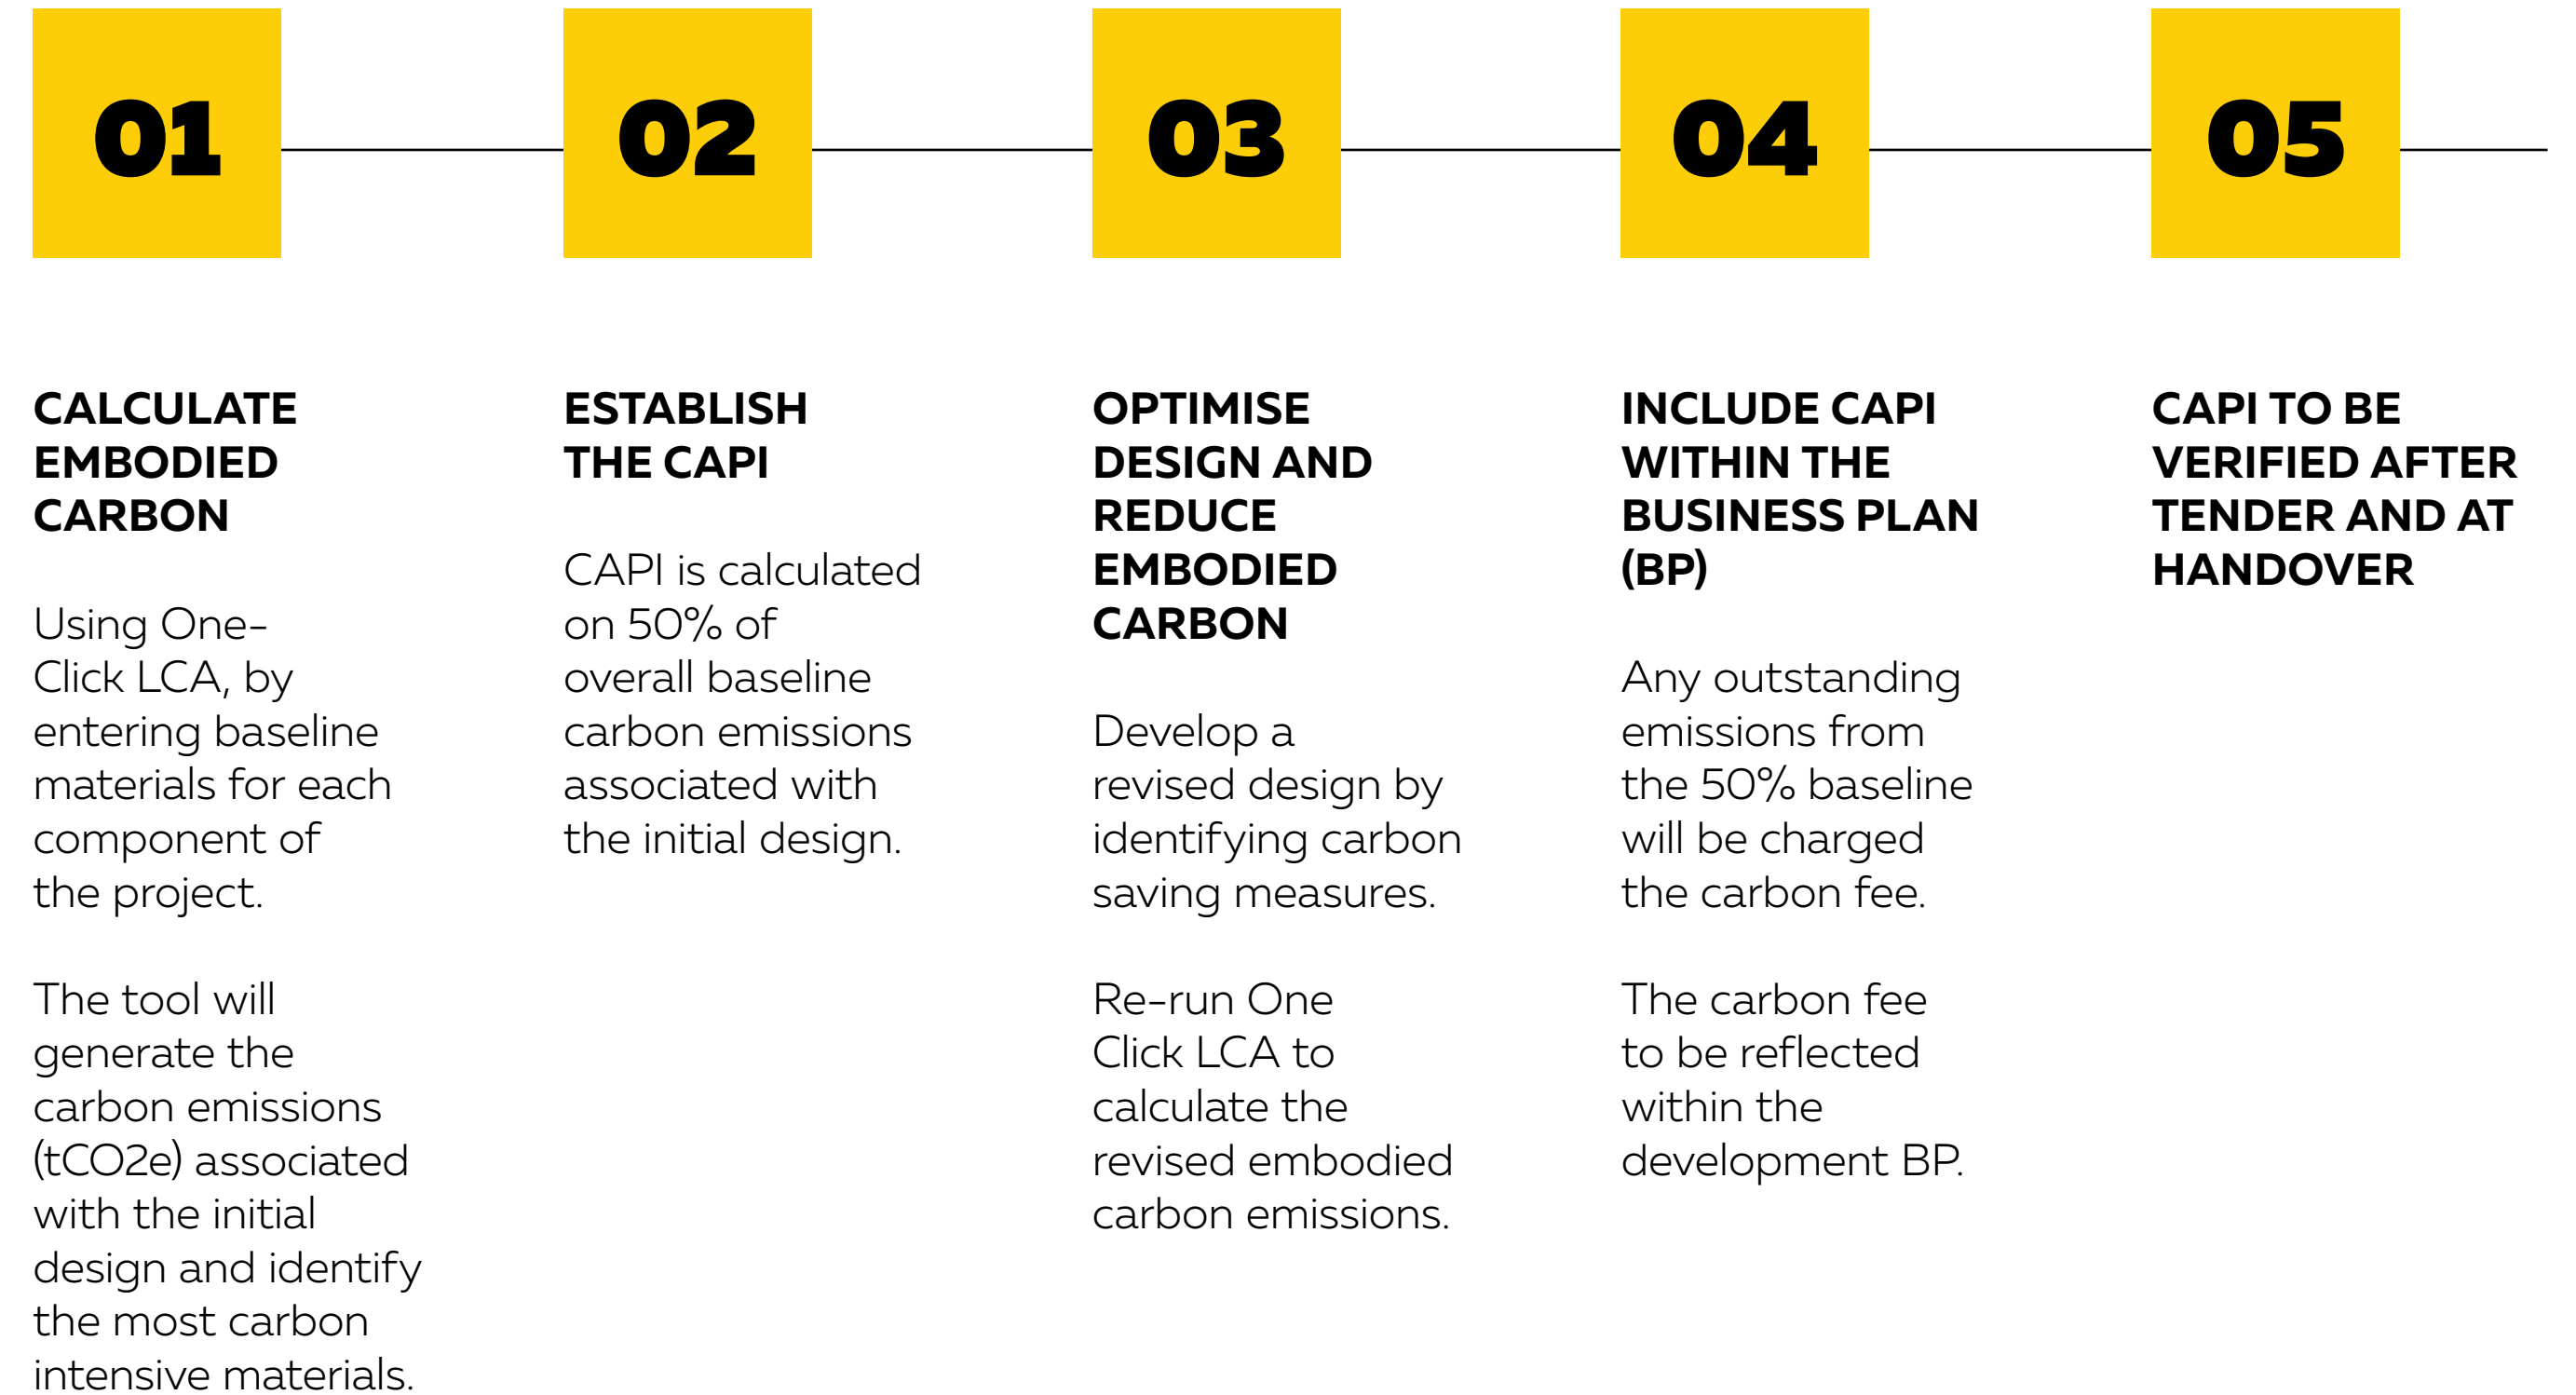 01
CALCULATE
EMBODIED
CARBON
Using One-
Click LCA, by
entering baseline
materials for each
component of
the project.
The tool will
generate the
carbon emissions
(tCO2e) associated
with the initial
design and identify
the most carbon
intensive materials.
02
ESTABLISH
THE CAPI
CAPI is calculated
on 50% of
overall baseline
carbon emissions
associated with
the initial design.
03
OPTIMISE
DESIGN AND
REDUCE
EMBODIED
CARBON
Develop a
revised design by
identifying carbon
saving measures.
Re-run One
Click LCA to
calculate the
revised embodied
carbon emissions.
04
INCLUDE CAPI
WITHIN THE
BUSINESS PLAN
(BP)
Any outstanding
emissions from
the 50% baseline
will be charged
the carbon fee.
The carbon fee
to be reflected
within the
development BP.
05
CAPI TO BE
VERIFIED AFTER
TENDER AND AT
HANDOVER